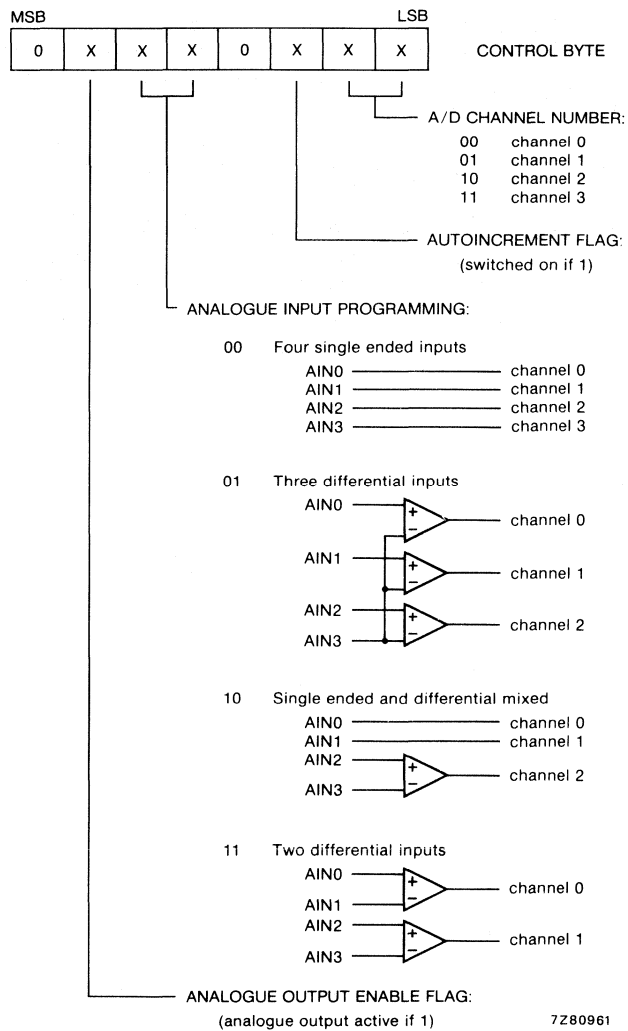 MSB LSB
0 X X X 0 X X X CONTROL BYTE
A/D CHANNEL NUMBER:
00 channel 0
01 channel 1
10 channel 2
11 channel 3
AUTOINCREMENT FLAG:
(switched on if 1)
ANALOGUE INPUT PROGRAMMING:
00 Four single ended inputs
AIN0 channel 0
AIN1 channel 1
AIN2 channel 2
AIN3 channel 3
01 Three differential inputs
AIN0 + − channel 0
AIN1 + − channel 1
AIN2 + − channel 2
AIN3
10 Single ended and differential mixed
AIN0 channel 0
AIN1 channel 1
AIN2 + − channel 2
AIN3
11 Two differential inputs
AIN0 + − channel 0
AIN1
AIN2 + − channel 1
AIN3
ANALOGUE OUTPUT ENABLE FLAG:
(analogue output active if 1) 7Z80961